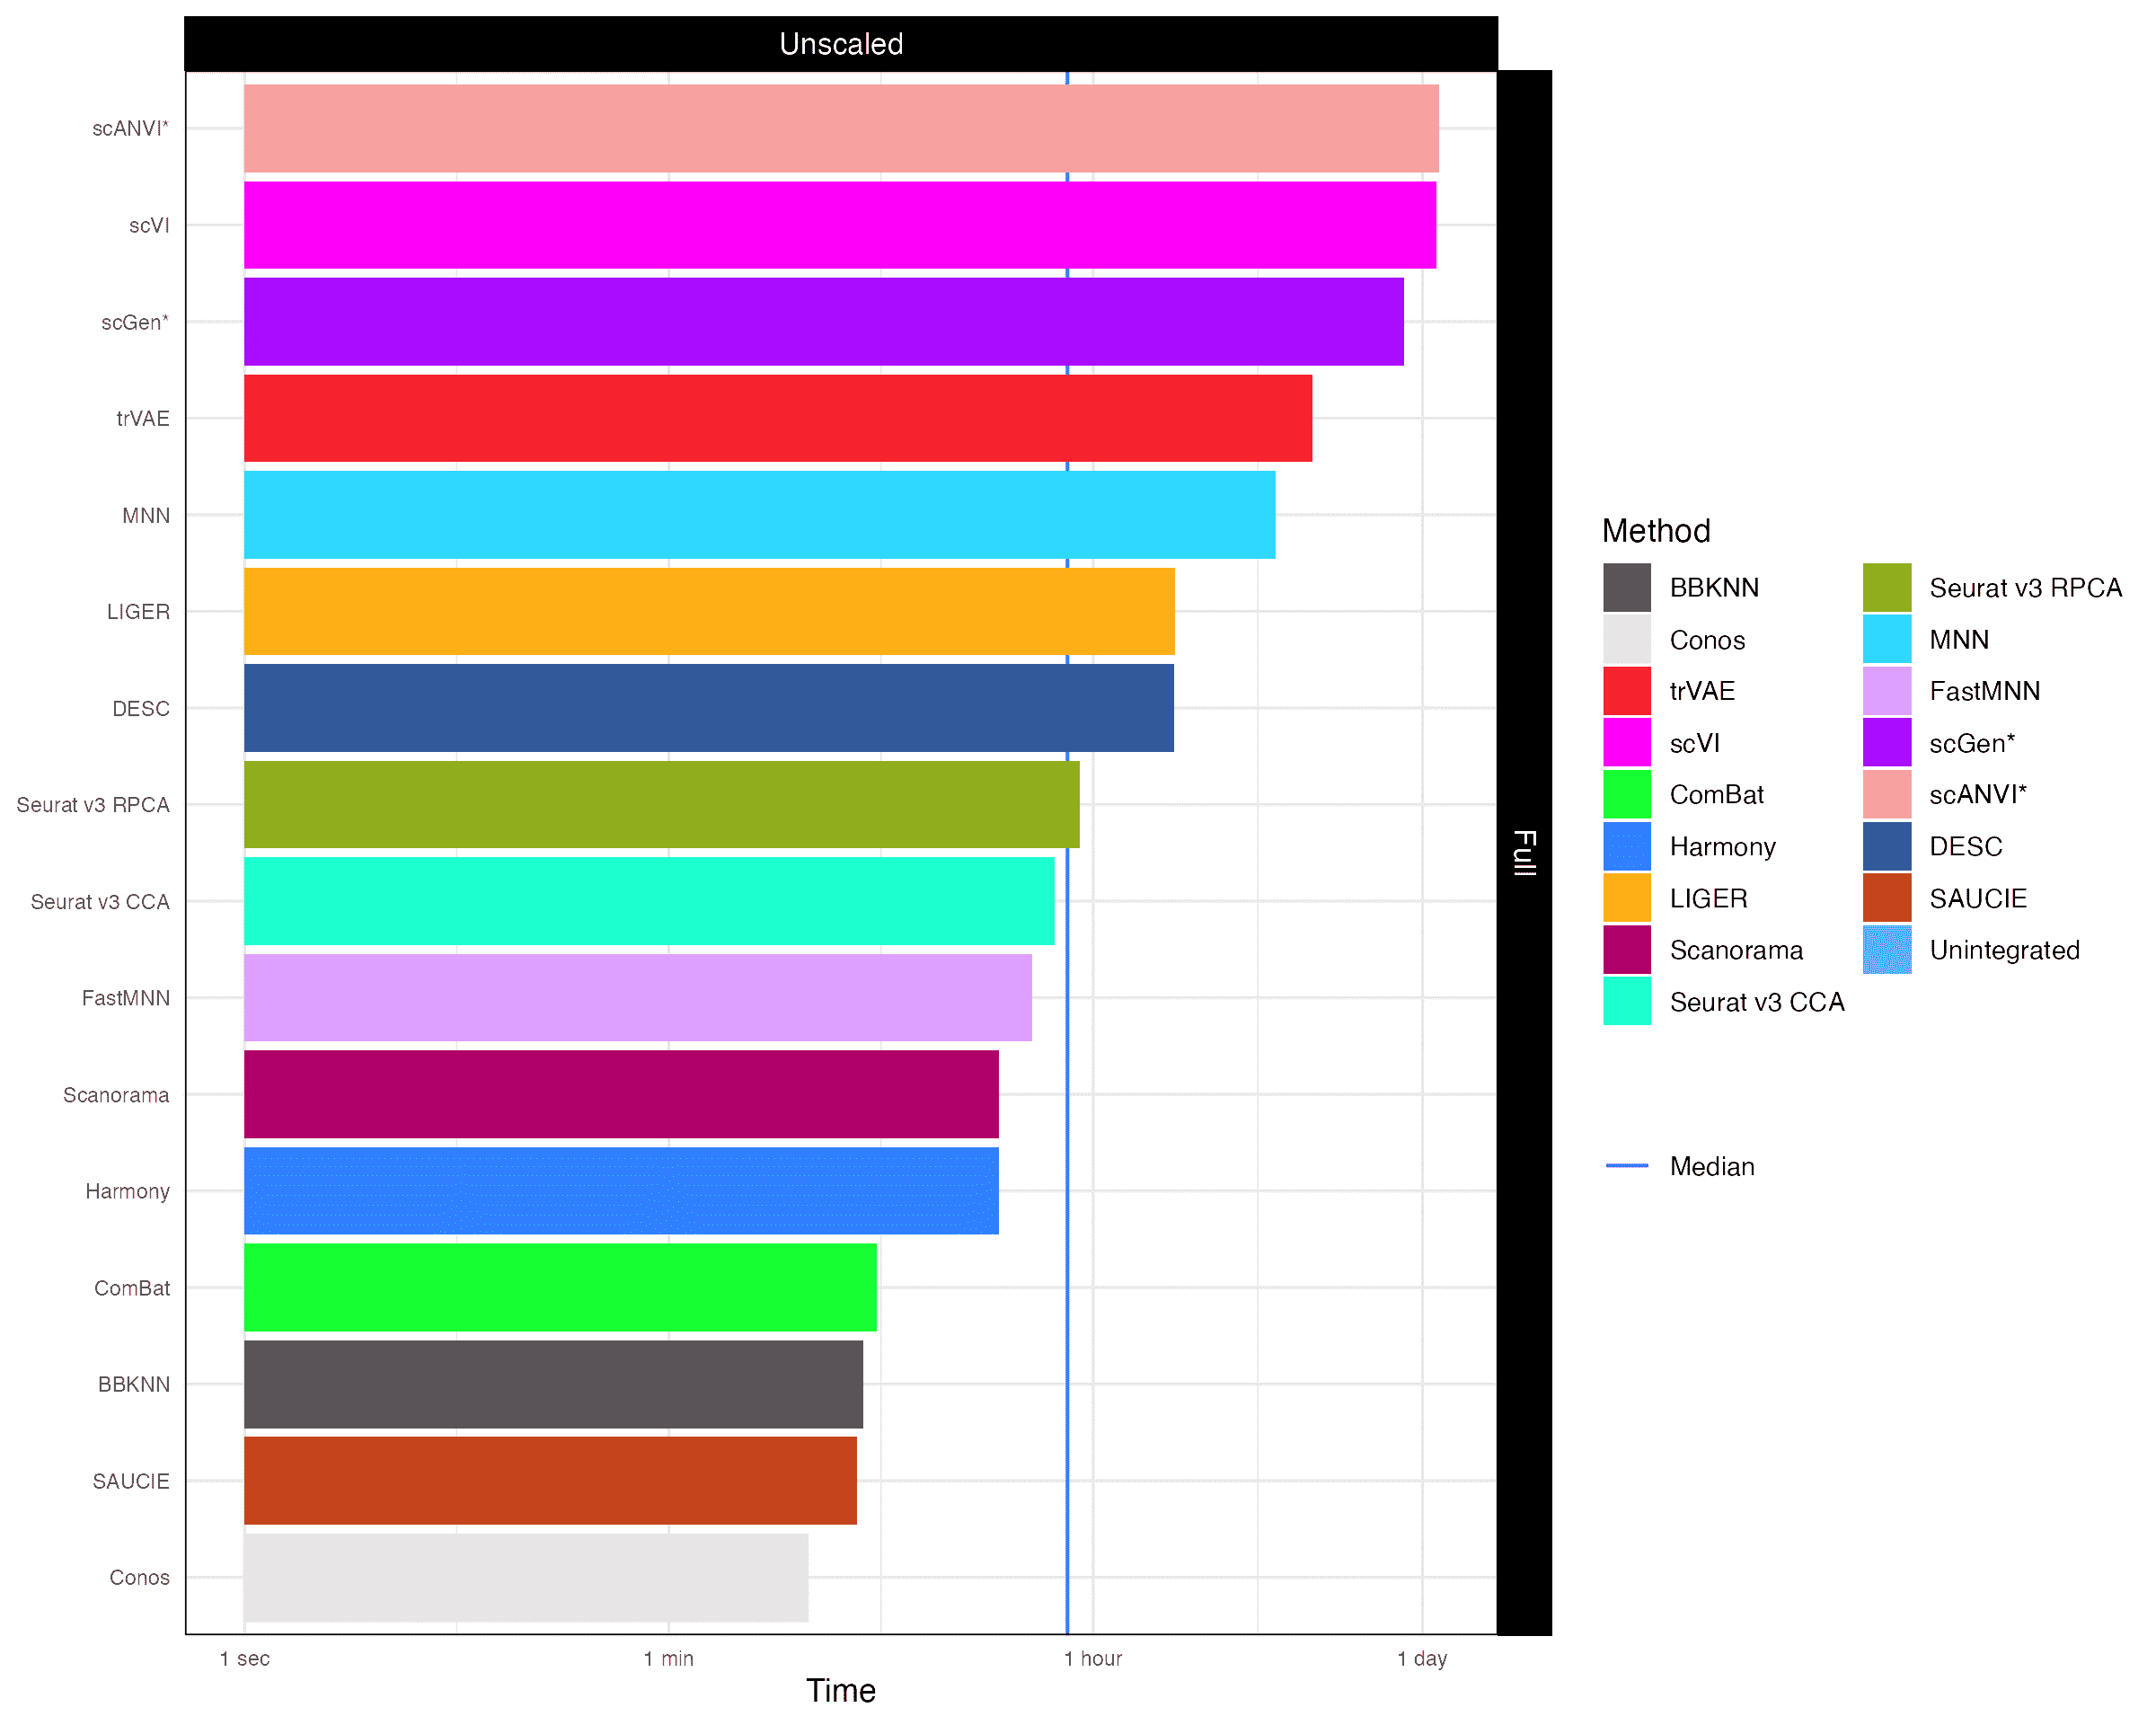 Unscaled
scANVI*
scVI
scGen*
trVAE
MNN
LIGER
DESC
Seurat v3 RPCA
Seurat v3 CCA
FastMNN
Scanorama
Harmony
ComBat
BBKNN
SAUCIE
Conos
1 sec 1 min 1 hour 1 day
Time
Full
Method
BBKNN Seurat v3 RPCA
Conos MNN
trVAE FastMNN
scVI scGen*
ComBat scANVI*
Harmony DESC
LIGER SAUCIE
Scanorama Unintegrated
Seurat v3 CCA
Median